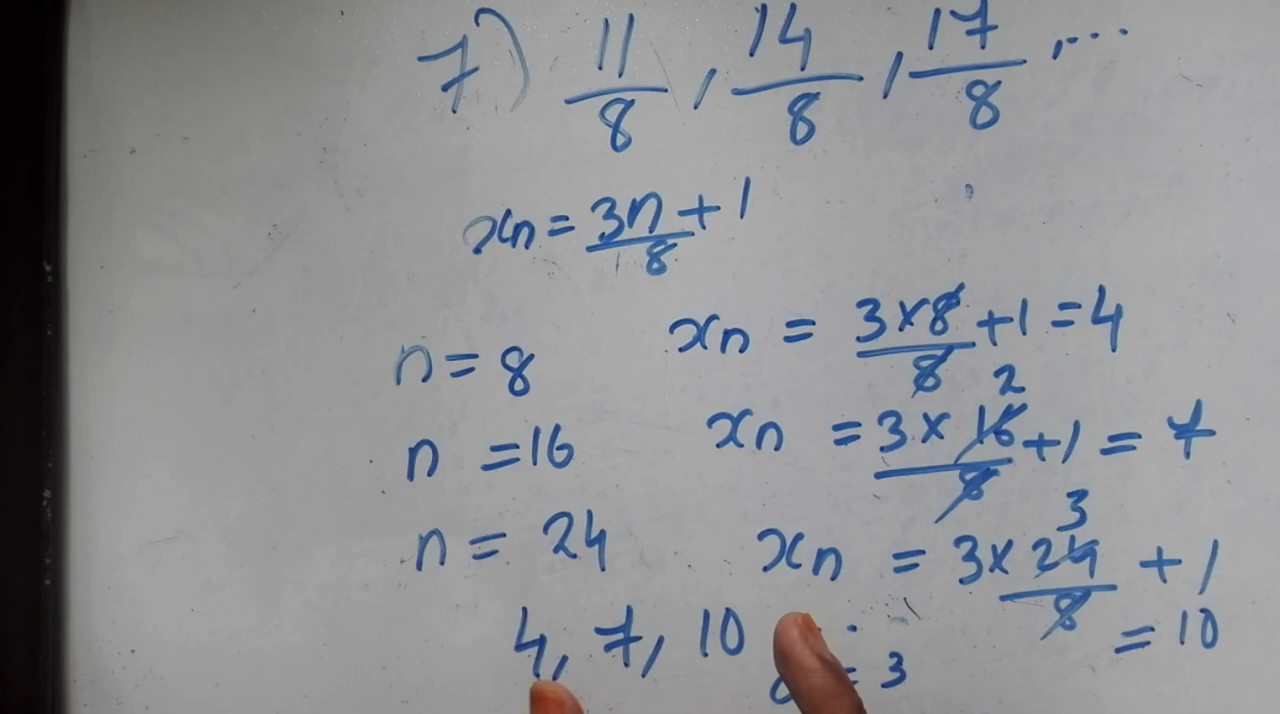 7) 11/8, 14/8, 17/8, ...
xn = 3n/8 + 1
n = 8 xn = 3×8/8 + 1 = 4
n = 16 xn = 3 × 16/8 + 1 = 7 2
n = 24 xn = 3 × 24/8 + 1 3
= 10
4, 7, 10
= 3